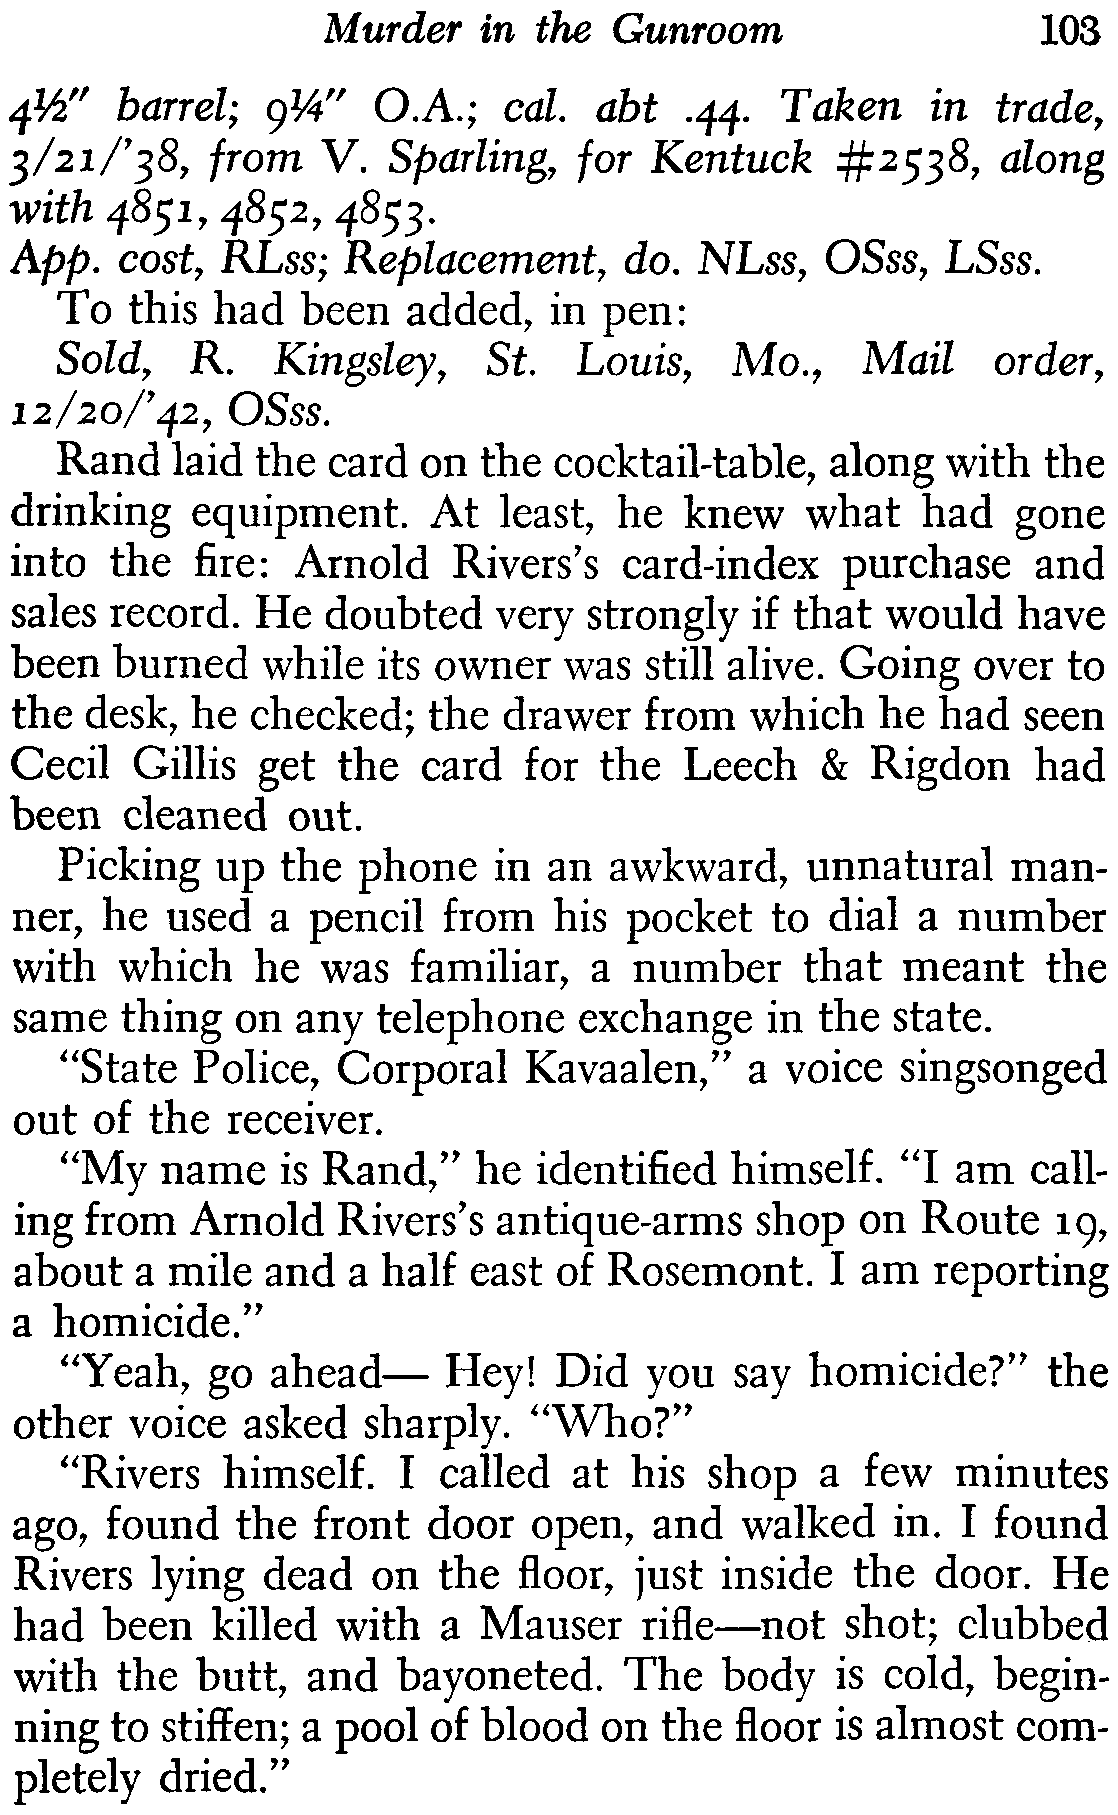 Murder in the Gunroom 103
4½" barrel; 9¼" O.A.; cal. abt .44. Taken in trade,
3/21/'38, from V. Sparling, for Kentuck #2538, along
with 4851, 4852, 4853.
App. cost, RLss; Replacement, do. NLss, OSss, LSss.
To this had been added, in pen:
Sold, R. Kingsley, St. Louis, Mo., Mail order,
12/20/'42, OSss.
Rand laid the card on the cocktail-table, along with the
drinking equipment. At least, he knew what had gone
into the fire: Arnold Rivers's card-index purchase and
sales record. He doubted very strongly if that would have
been burned while its owner was still alive. Going over to
the desk, he checked; the drawer from which he had seen
Cecil Gillis get the card for the Leech & Rigdon had
been cleaned out.
Picking up the phone in an awkward, unnatural man-
ner, he used a pencil from his pocket to dial a number
with which he was familiar, a number that meant the
same thing on any telephone exchange in the state.
“State Police, Corporal Kavaalen,” a voice singsonged
out of the receiver.
“My name is Rand,” he identified himself. “I am call-
ing from Arnold Rivers's antique-arms shop on Route 19,
about a mile and a half east of Rosemont. I am reporting
a homicide.”
“Yeah, go ahead— Hey! Did you say homicide?” the
other voice asked sharply. “Who?”
“Rivers himself. I called at his shop a few minutes
ago, found the front door open, and walked in. I found
Rivers lying dead on the floor, just inside the door. He
had been killed with a Mauser rifle—not shot; clubbed
with the butt, and bayoneted. The body is cold, begin-
ning to stiffen; a pool of blood on the floor is almost com-
pletely dried.”